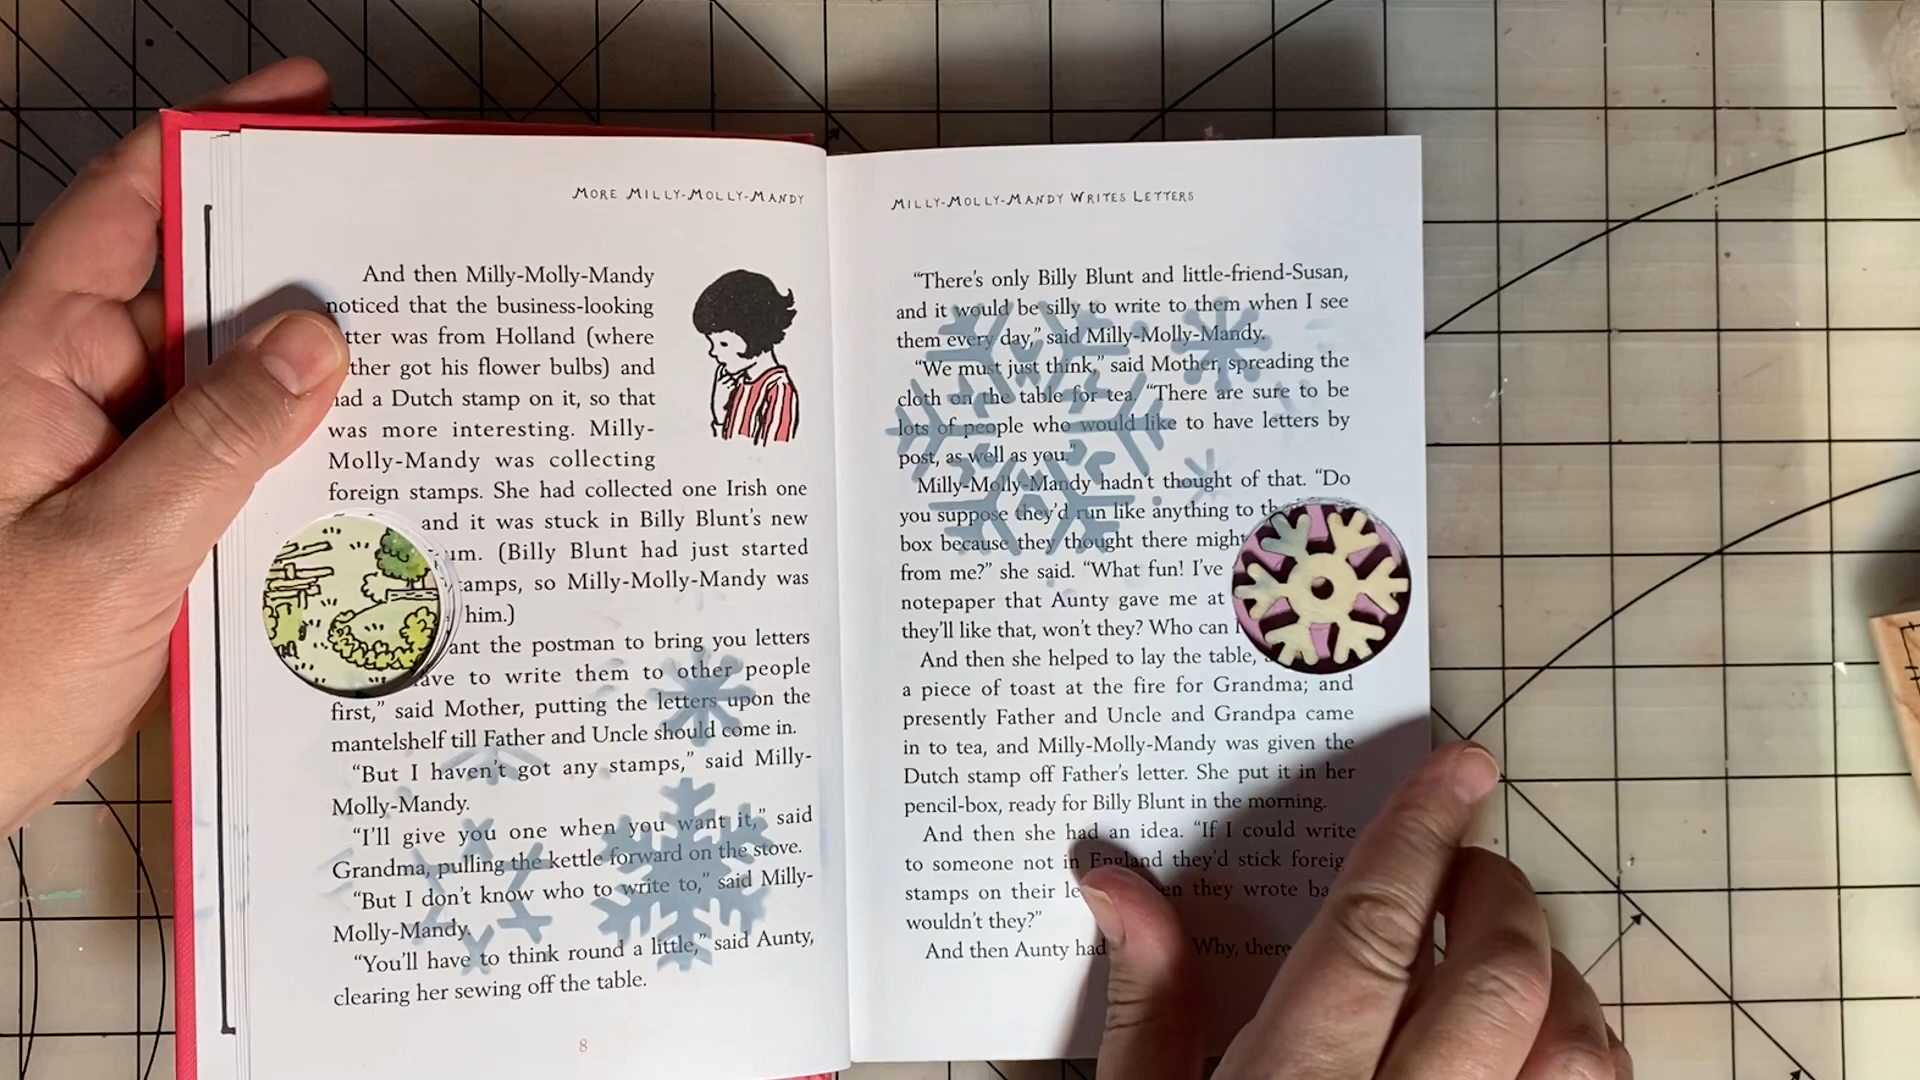 MORE MILLY-MOLLY-MANDY
And then Milly-Molly-Mandy
noticed that the business-looking
tter was from Holland (where
ther got his flower bulbs) and
had a Dutch stamp on it, so that
was more interesting. Milly-
Molly-Mandy was collecting
foreign stamps. She had collected one Irish one
and it was stuck in Billy Blunt's new
um. (Billy Blunt had just started
tamps, so Milly-Molly-Mandy was
him.)
ant the postman to bring you letters
ave to write them to other people
first,” said Mother, putting the letters upon the
mantelshelf till Father and Uncle should come in.
“But I haven't got any stamps,” said Milly-
Molly-Mandy.
“I'll give you one when you want it,” said
Grandma, pulling the kettle forward on the stove.
“But I don't know who to write to,” said Milly-
Molly-Mandy.
“You'll have to think round a little,” said Aunty,
clearing her sewing off the table.
8
MILLY-MOLLY-MANDY WRITES LETTERS
“There's only Billy Blunt and little-friend-Susan,
and it would be silly to write to them when I see
them every day,” said Milly-Molly-Mandy.
“We must just think,” said Mother, spreading the
cloth on the table for tea. “There are sure to be
lots of people who would like to have letters by
post, as well as you.”
Milly-Molly-Mandy hadn't thought of that. “Do
you suppose they'd run like anything to th
box because they thought there might
from me?” she said. “What fun! I've
notepaper that Aunty gave me at
they'll like that, won't they? Who can I
And then she helped to lay the table,
a piece of toast at the fire for Grandma; and
presently Father and Uncle and Grandpa came
in to tea, and Milly-Molly-Mandy was given the
Dutch stamp off Father's letter. She put it in her
pencil-box, ready for Billy Blunt in the morning.
And then she had an idea. “If I could write
to someone not in England they'd stick foreig
stamps on their le en they wrote ba
wouldn't they?”
And then Aunty had Why, there